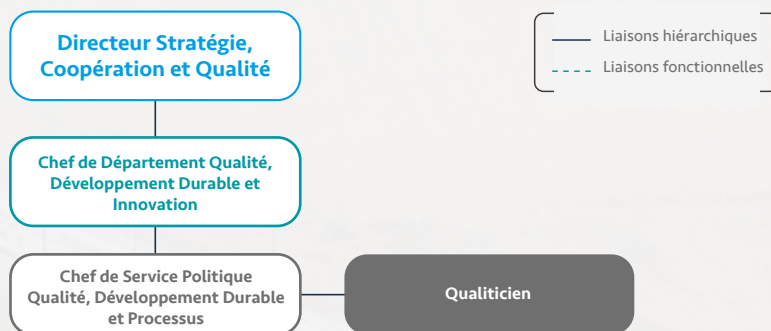 Directeur Stratégie,
Coopération et Qualité
Liaisons hiérarchiques
Liaisons fonctionnelles
Chef de Département Qualité,
Développement Durable et
Innovation
Chef de Service Politique
Qualité, Développement Durable
et Processus
Qualiticien